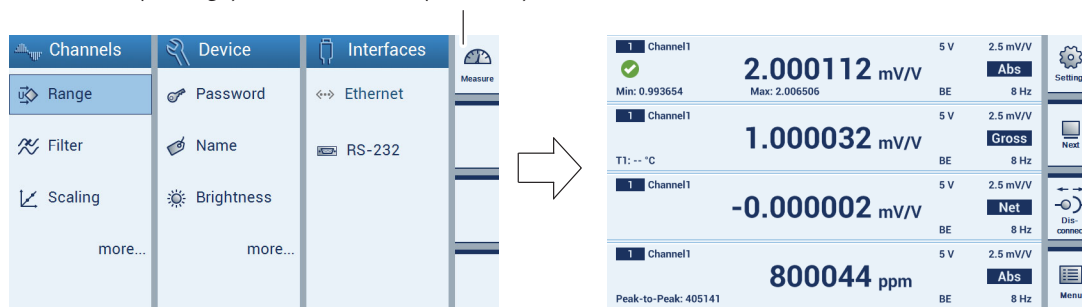 Channels
Device
Interfaces
Measure
Range
Password
Ethernet
Filter
Name
RS-232
Scaling
Brightness
more...
more...
1 Channel1 5 V 2.5 mV/V
2.000112 mV/V Abs
Min: 0.993654 Max: 2.006506 BE 8 Hz
1 Channel1 5 V 2.5 mV/V
1.000032 mV/V Gross
T1: -- °C BE 8 Hz
1 Channel1 5 V 2.5 mV/V
-0.000002 mV/V Net
BE 8 Hz
1 Channel1 5 V 2.5 mV/V
800044 ppm Abs
Peak-to-Peak: 405141 BE 8 Hz
Setting
Next
Dis-
connec
Menu